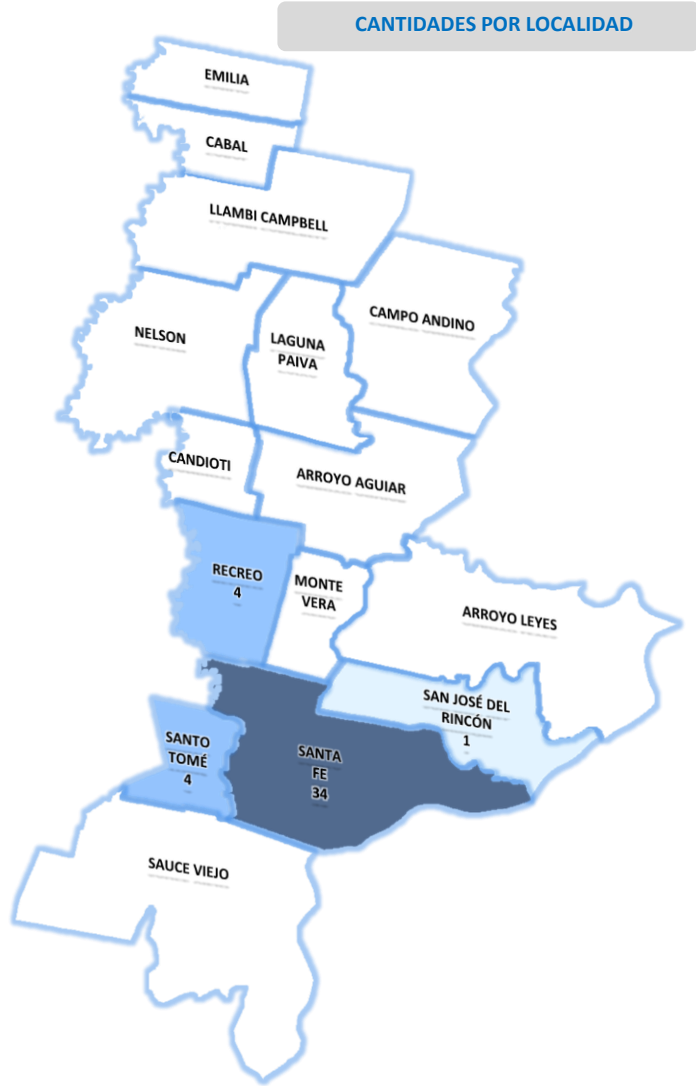 CANTIDADES POR LOCALIDAD
EMILIA
CABAL
LLAMBI CAMPBELL
CAMPO ANDINO
NELSON
LAGUNA
PAIVA
CANDIOTI
ARROYO AGUIAR
RECREO
4
MONTE
VERA
ARROYO LEYES
SAN JOSÉ DEL
RINCÓN
1
SANTO
TOMÉ
4
SANTA
FE
34
SAUCE VIEJO